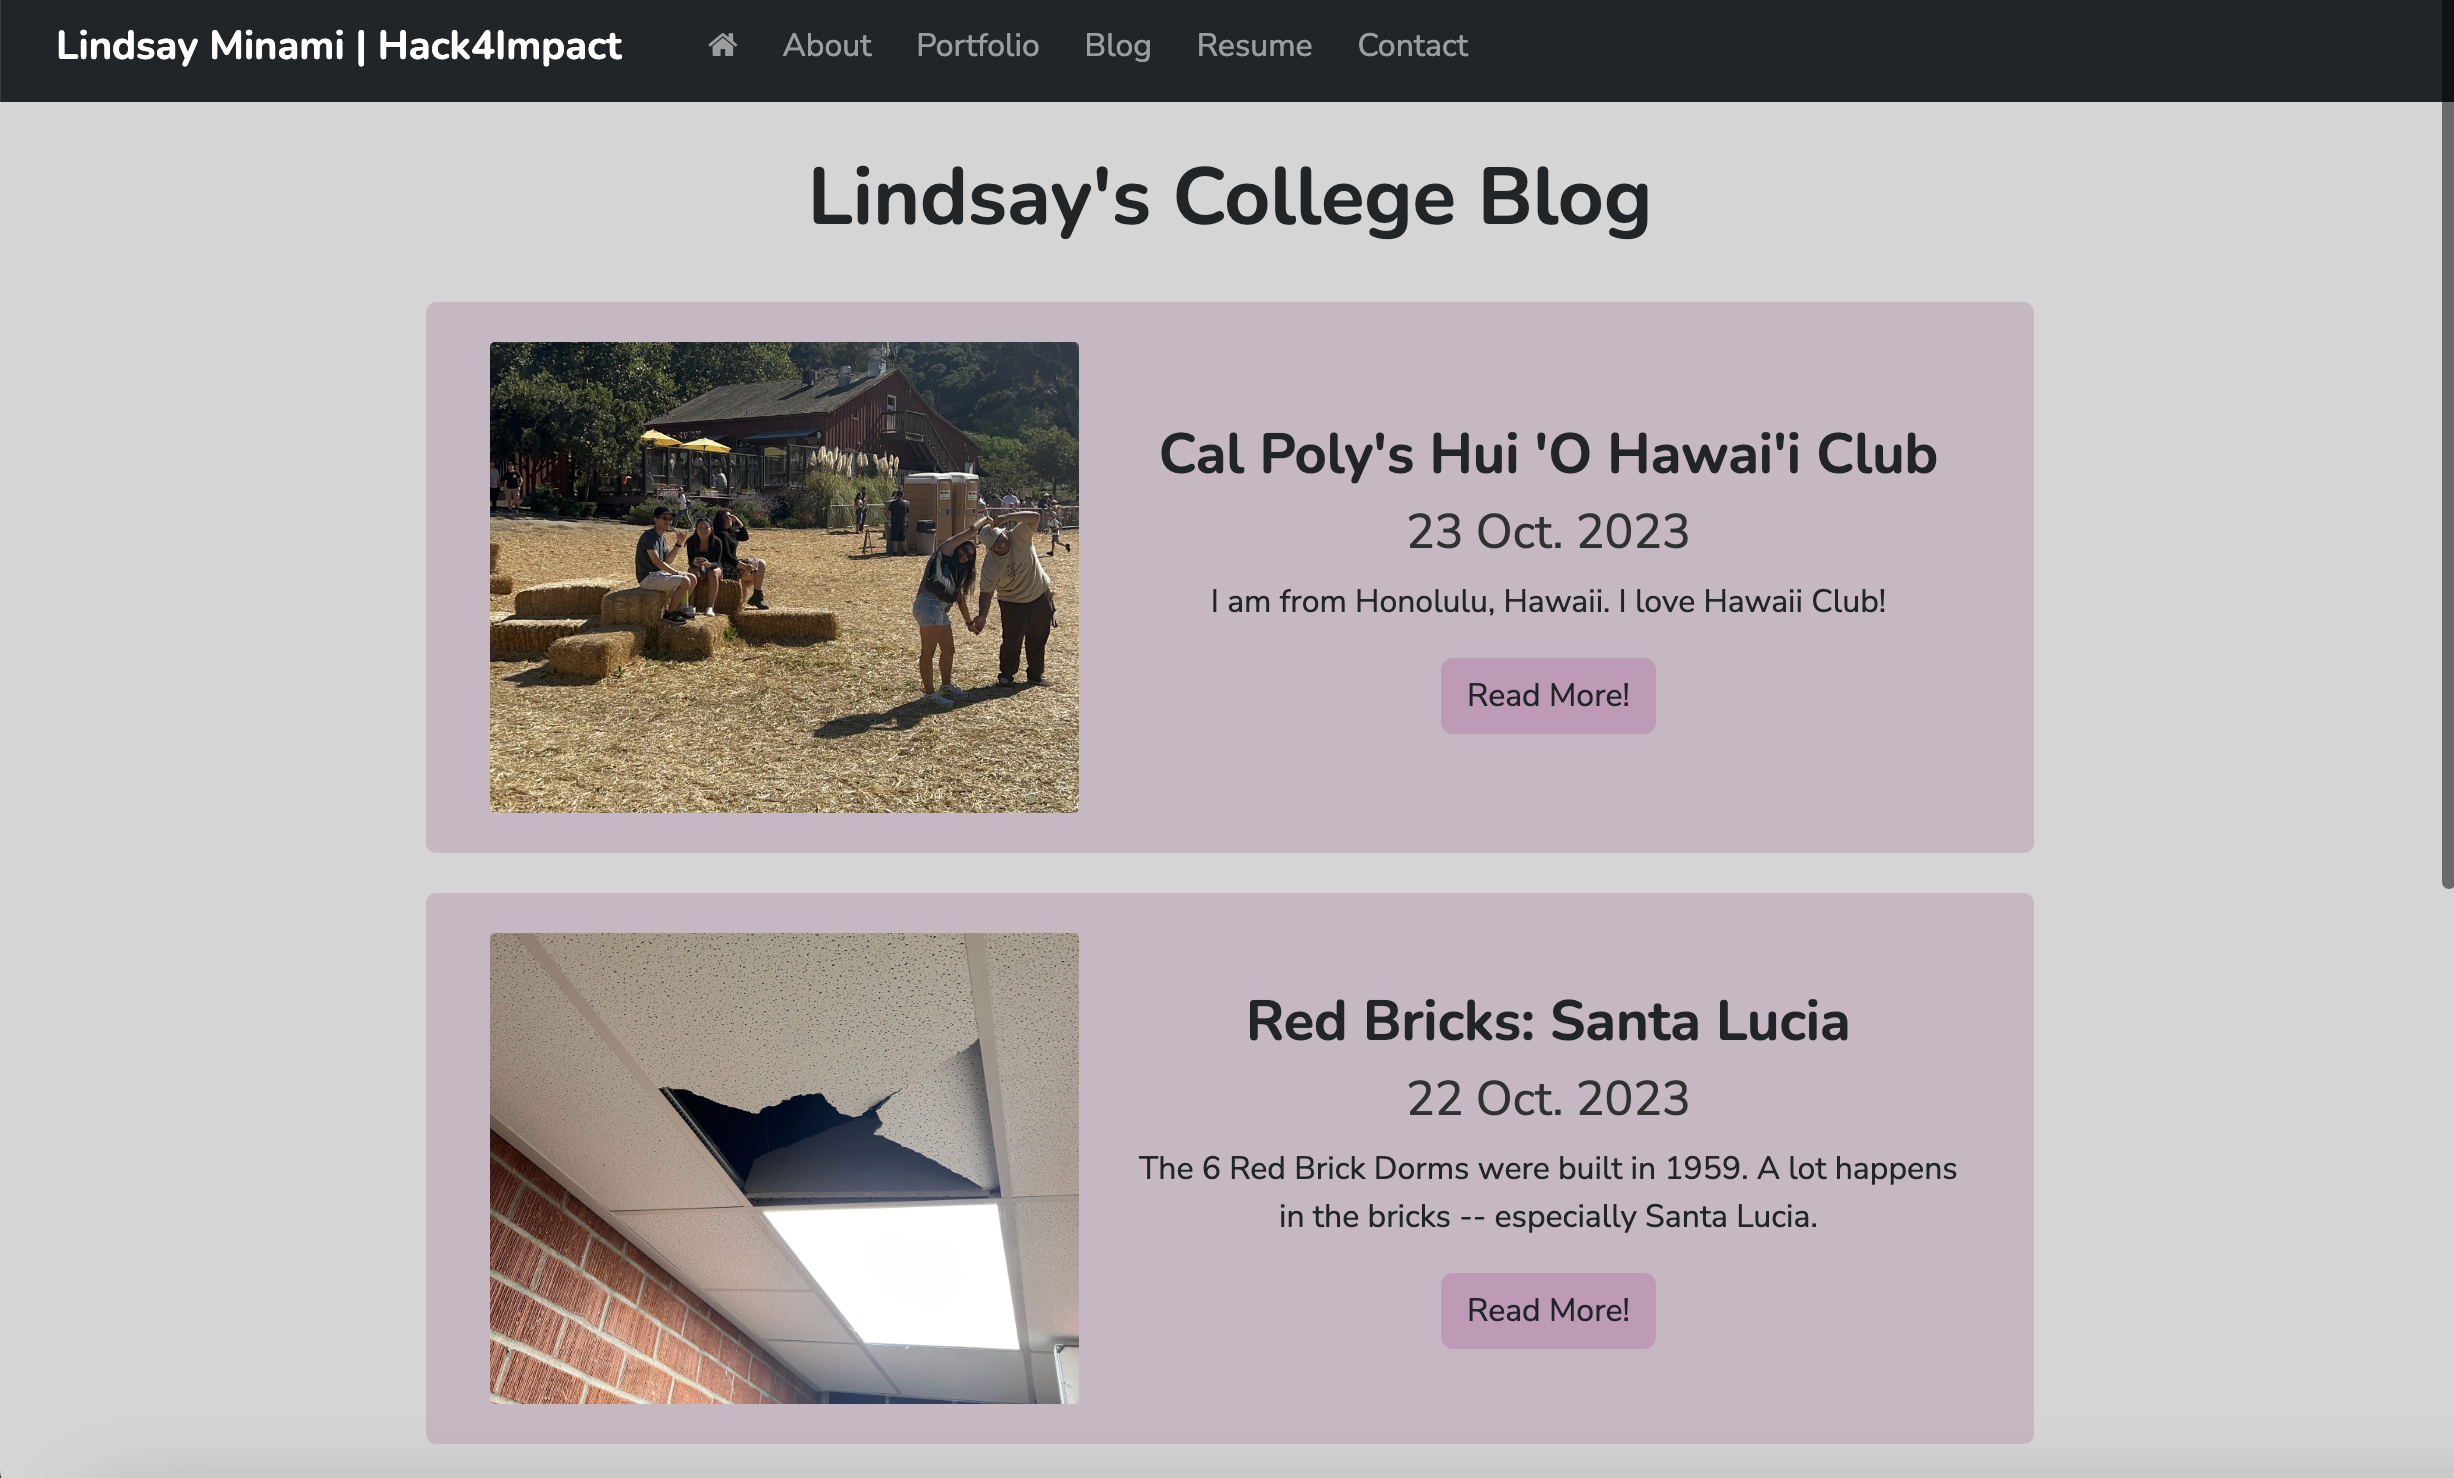 Lindsay Minami | Hack4Impact
About
Portfolio
Blog
Resume
Contact
Lindsay's College Blog
Cal Poly's Hui 'O Hawai'i Club
23 Oct. 2023
I am from Honolulu, Hawaii. I love Hawaii Club!
Read More!
Red Bricks: Santa Lucia
22 Oct. 2023
The 6 Red Brick Dorms were built in 1959. A lot happens
in the bricks -- especially Santa Lucia.
Read More!